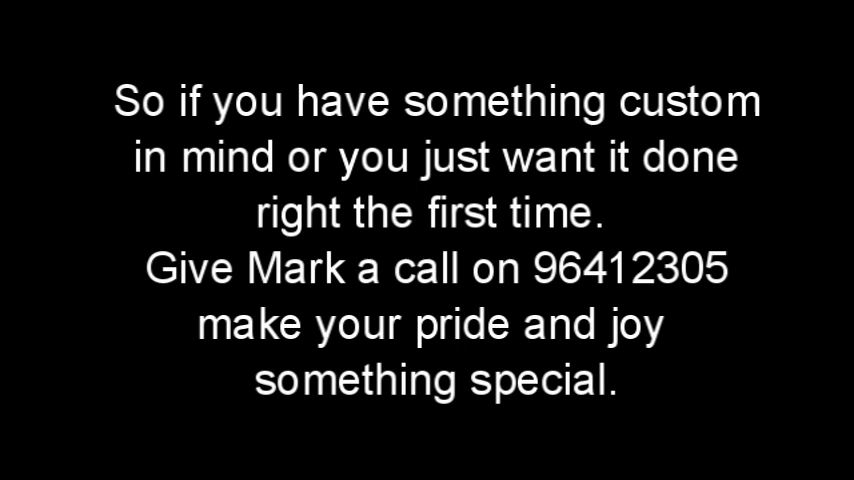 So if you have something custom
in mind or you just want it done
right the first time.
Give Mark a call on 96412305
make your pride and joy
something special.